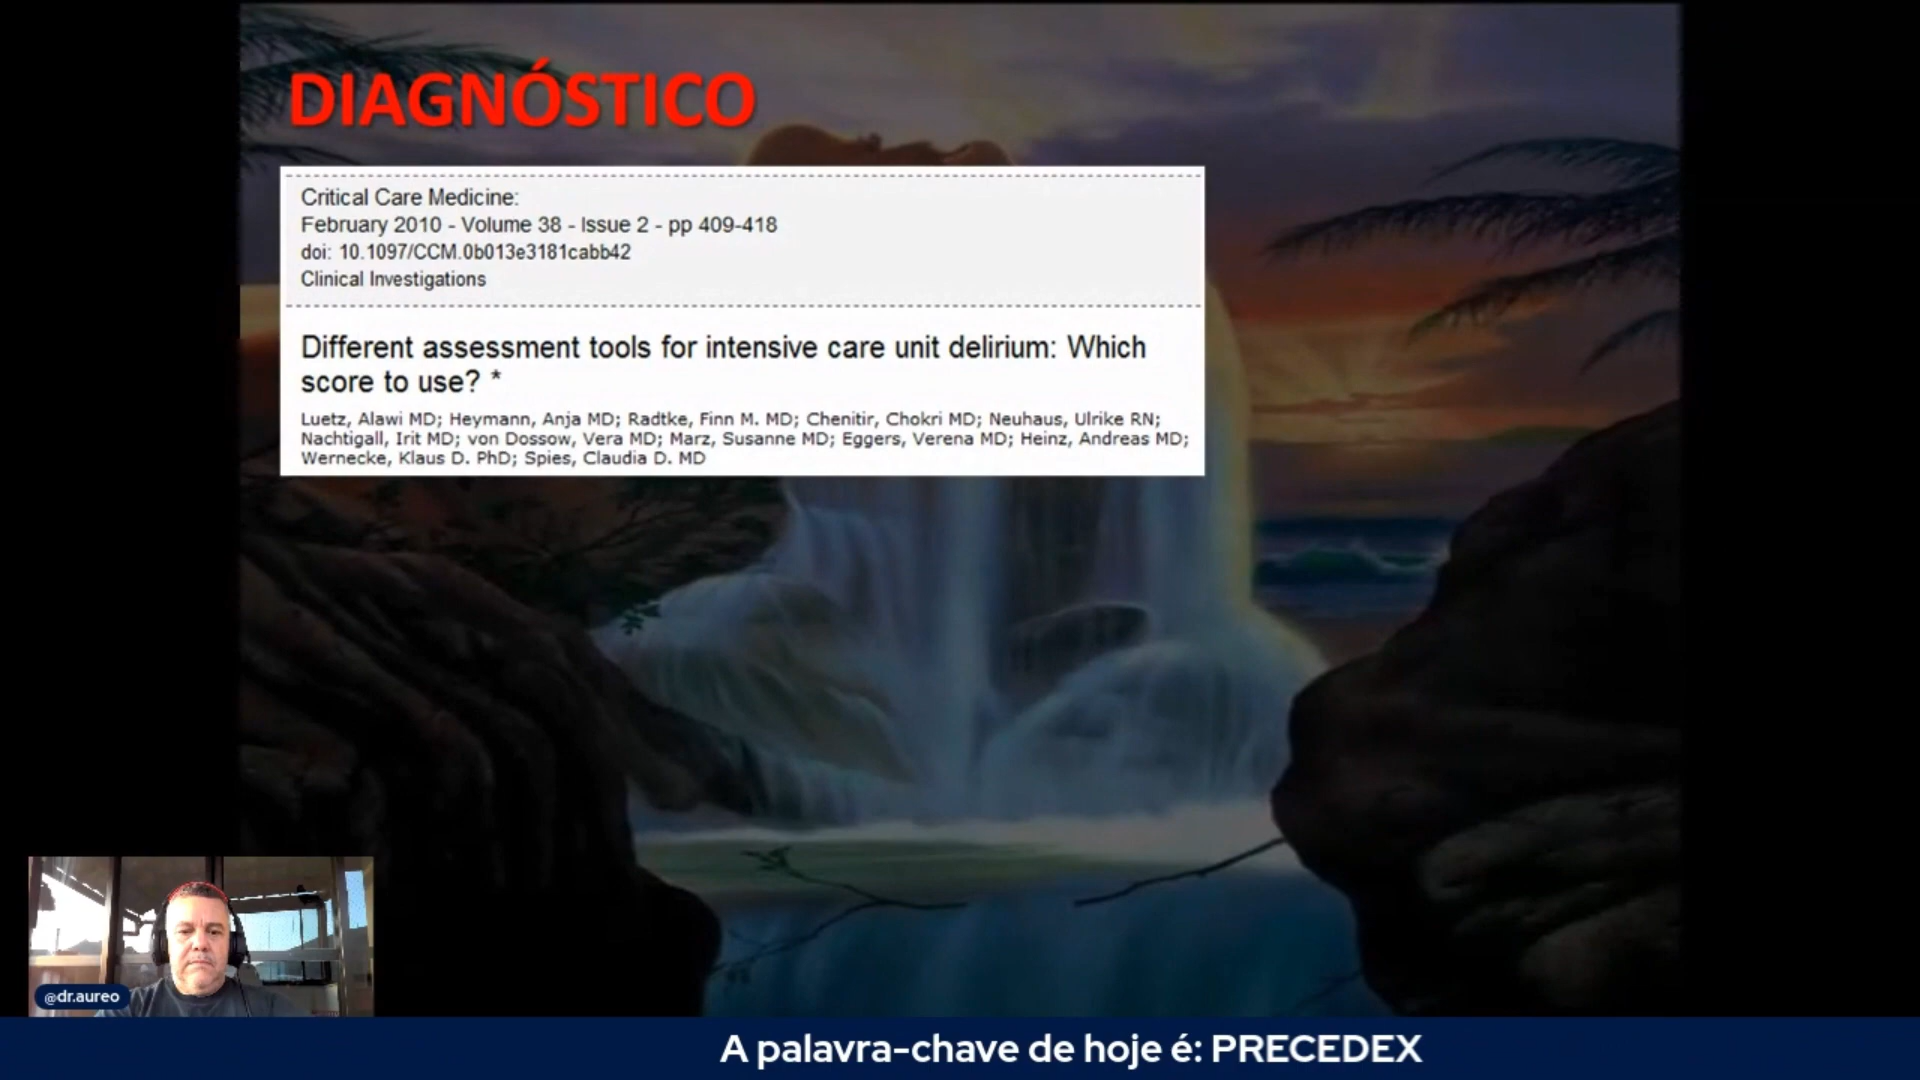 DIAGNÓSTICO
Critical Care Medicine:
February 2010 - Volume 38 - Issue 2 - pp 409-418
doi: 10.1097/CCM.0b013e3181cabb42
Clinical Investigations
Different assessment tools for intensive care unit delirium: Which
score to use? *
Luetz, Alawi MD; Heymann, Anja MD; Radtke, Finn M. MD; Chenitir, Chokri MD; Neuhaus, Ulrike RN;
Nachtigall, Irit MD; von Dossow, Vera MD; Marz, Susanne MD; Eggers, Verena MD; Heinz, Andreas MD;
Wernecke, Klaus D. PhD; Spies, Claudia D. MD
@dr.aureo
A palavra-chave de hoje é: PRECEDEX